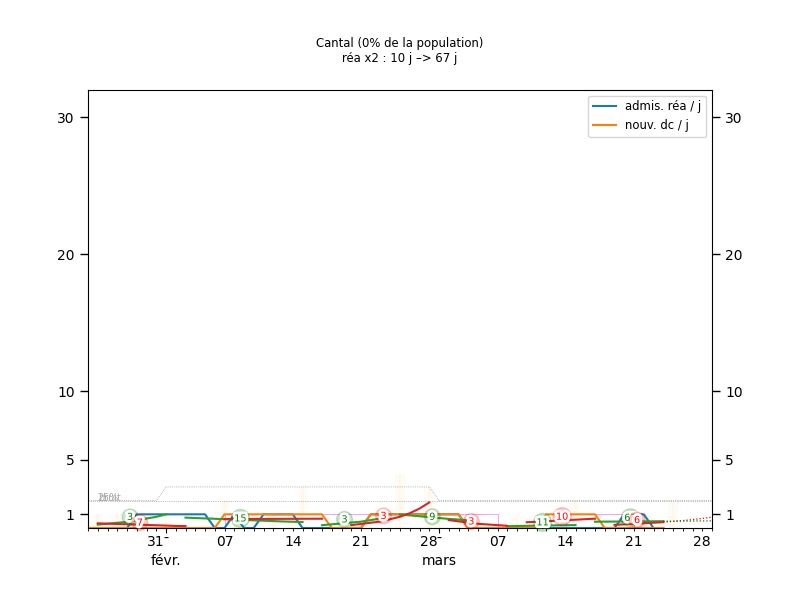 Cantal (0% de la population)
réa x2 : 10 j –> 67 j
admis. réa / j
nouv. dc / j
30 30
20 20
10 10
5 5
1 1
3 7 15 3 3 9 3 11 10 6 6
31 07 14 21 28 07 14 21 28
févr. mars